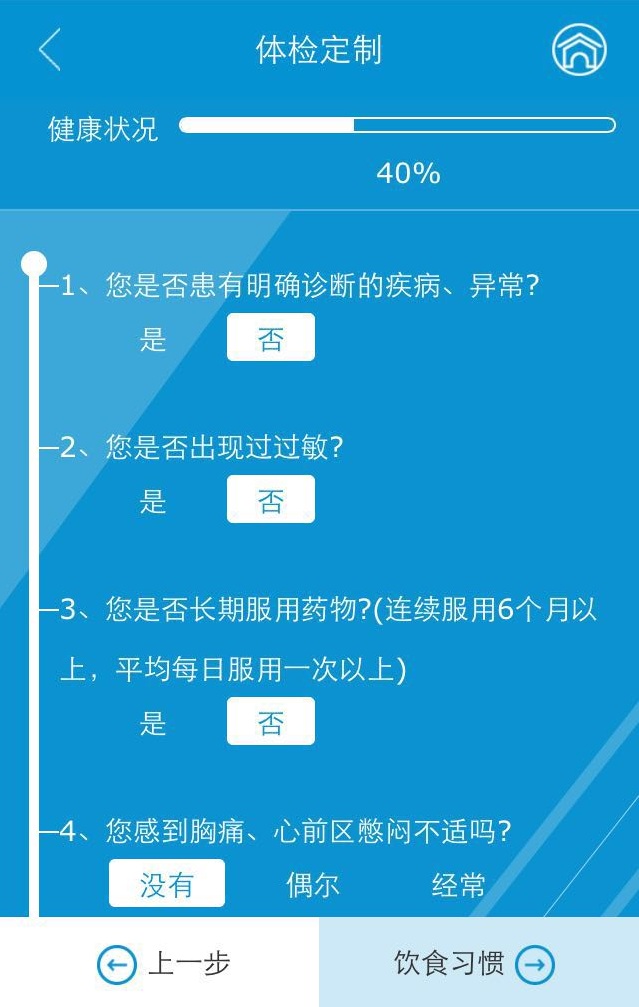 体检定制
健康状况
40%
1、您是否患有明确诊断的疾病、异常?
是 否
2、您是否出现过过敏?
是 否
3、您是否长期服用药物?(连续服用6个月以
上，平均每日服用一次以上)
是 否
4、您感到胸痛、心前区憋闷不适吗?
没有 偶尔 经常
上一步 饮食习惯